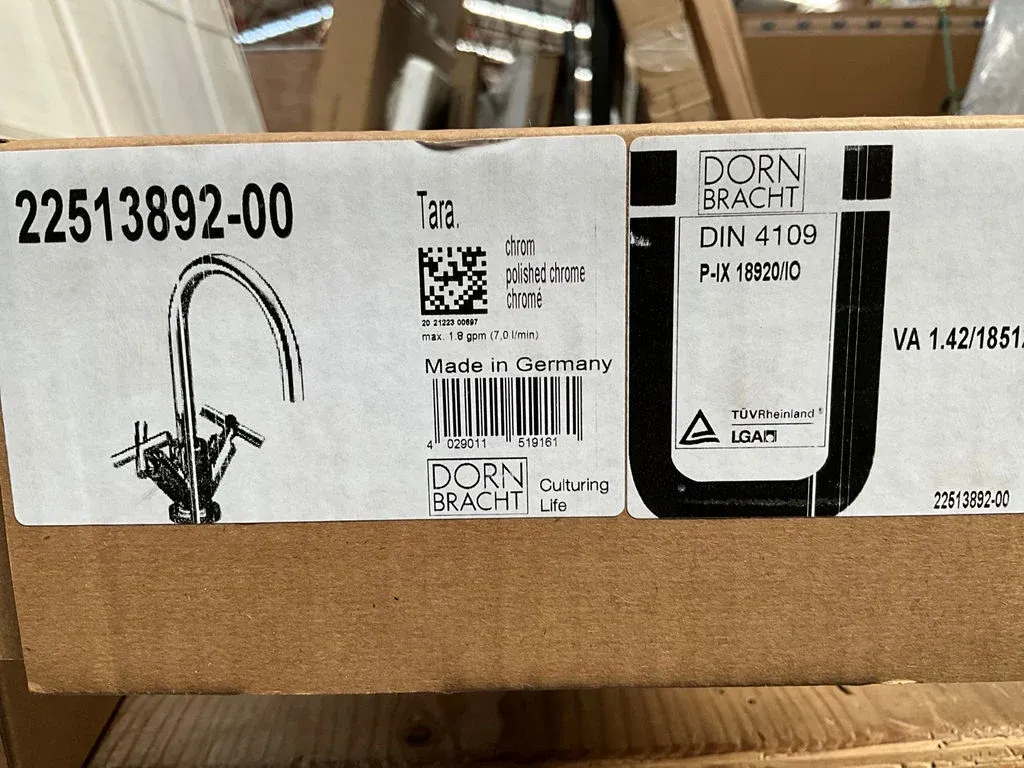 22513892-00
Tara.
chrom
polished chrome
chromé
20 21223 00697
max. 1.8 gpm (7,0 l/min)
Made in Germany
4 029011 519161
DORN
BRACHT
Culturing
Life
DORN
BRACHT
DIN 4109
P-IX 18920/IO
TÜVRheinland®
LGA
VA 1.42/1851
22513892-00